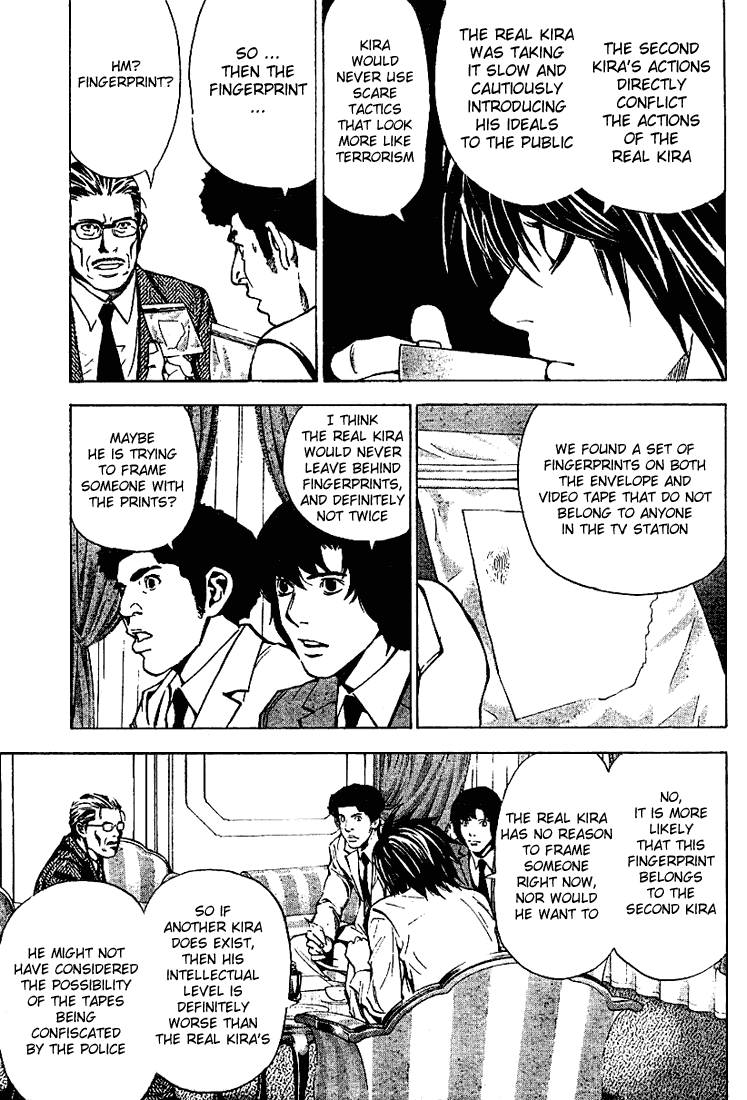 THE SECOND
KIRA'S ACTIONS
DIRECTLY
CONFLICT
THE ACTIONS
OF THE
REAL KIRA
THE REAL KIRA
WAS TAKING
IT SLOW AND
CAUTIOUSLY
INTRODUCING
HIS IDEALS
TO THE PUBLIC
KIRA
WOULD
NEVER USE
SCARE
TACTICS
THAT LOOK
MORE LIKE
TERRORISM
SO ...
THEN THE
FINGERPRINT
...
HM?
FINGERPRINT?
WE FOUND A SET OF
FINGERPRINTS ON BOTH
THE ENVELOPE AND
VIDEO TAPE THAT DO NOT
BELONG TO ANYONE
IN THE TV STATION
I THINK
THE REAL KIRA
WOULD NEVER
LEAVE BEHIND
FINGERPRINTS,
AND DEFINITELY
NOT TWICE
MAYBE
HE IS TRYING
TO FRAME
SOMEONE WITH
THE PRINTS?
NO,
IT IS MORE
LIKELY
THAT THIS
FINGERPRINT
BELONGS
TO THE
SECOND KIRA
THE REAL KIRA
HAS NO REASON
TO FRAME
SOMEONE
RIGHT NOW,
NOR WOULD
HE WANT TO
SO IF
ANOTHER KIRA
DOES EXIST,
THEN HIS
INTELLECTUAL
LEVEL IS
DEFINITELY
WORSE THAN
THE REAL KIRA'S
HE MIGHT NOT
HAVE CONSIDERED
THE POSSIBILITY
OF THE TAPES
BEING
CONFISCATED
BY THE POLICE